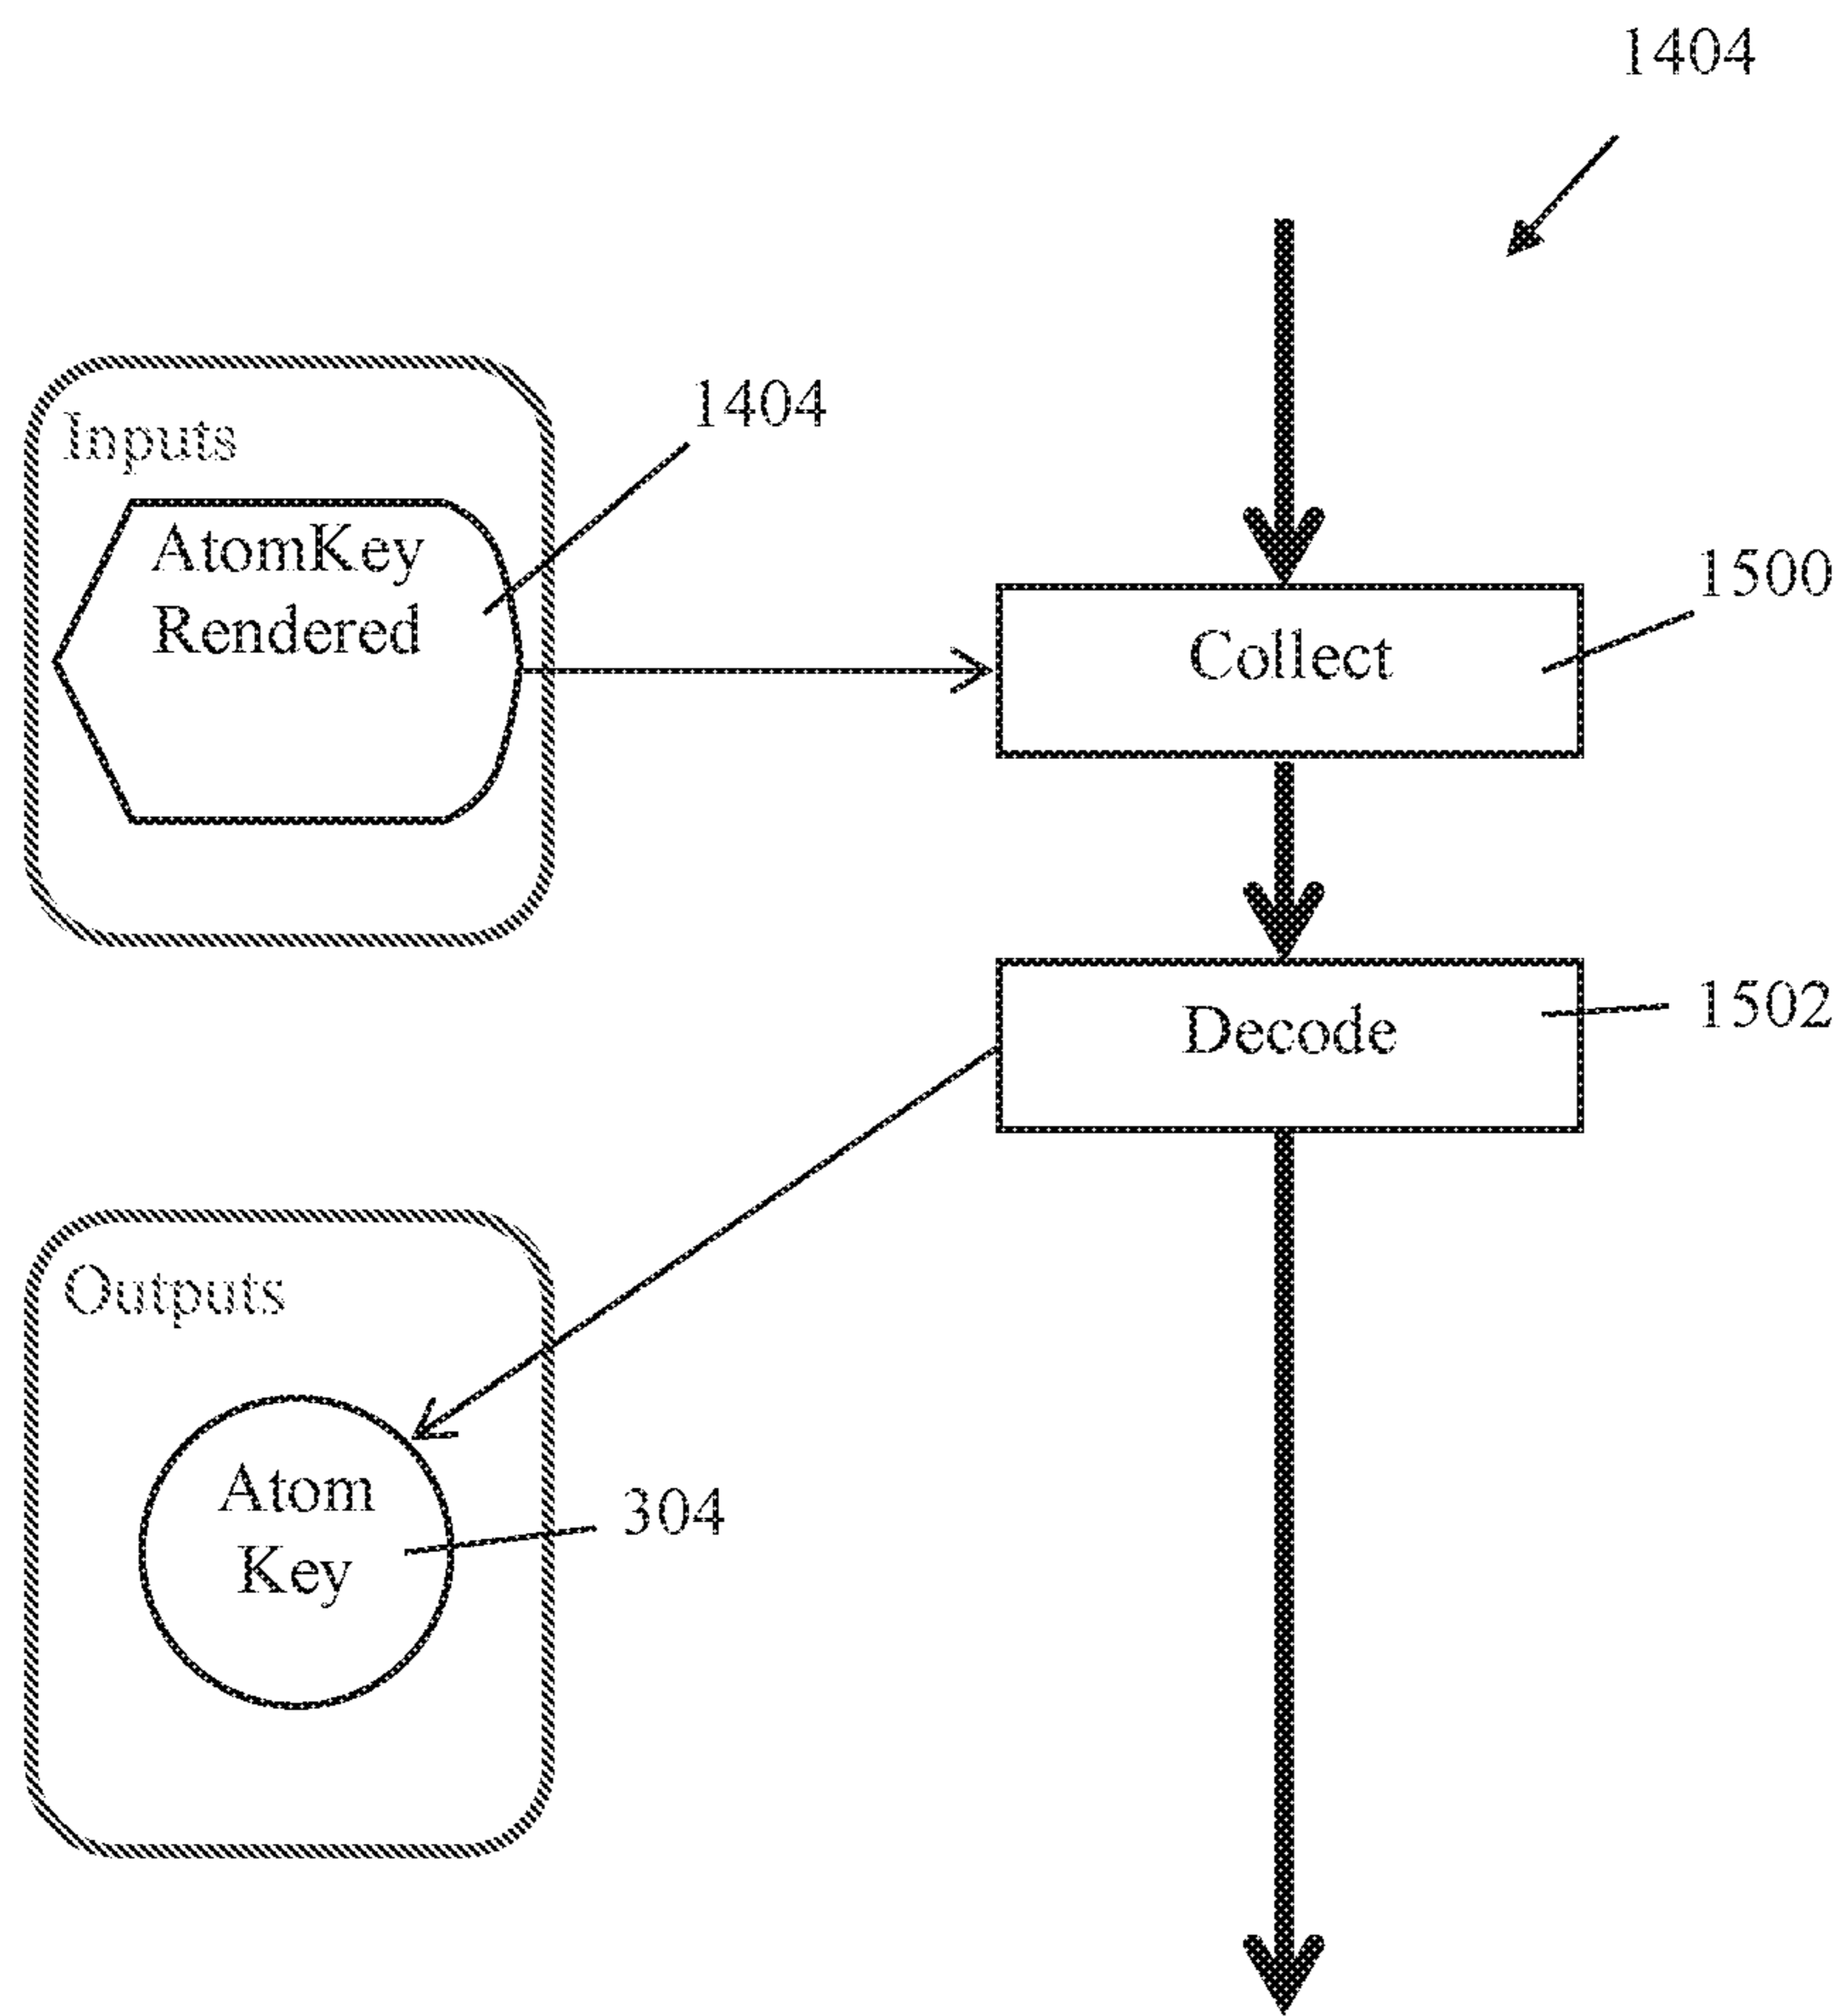 1404
Inputs
1404
AtomKey
Rendered
1500
Collect
1502
Decode
Outputs
Atom
Key
304